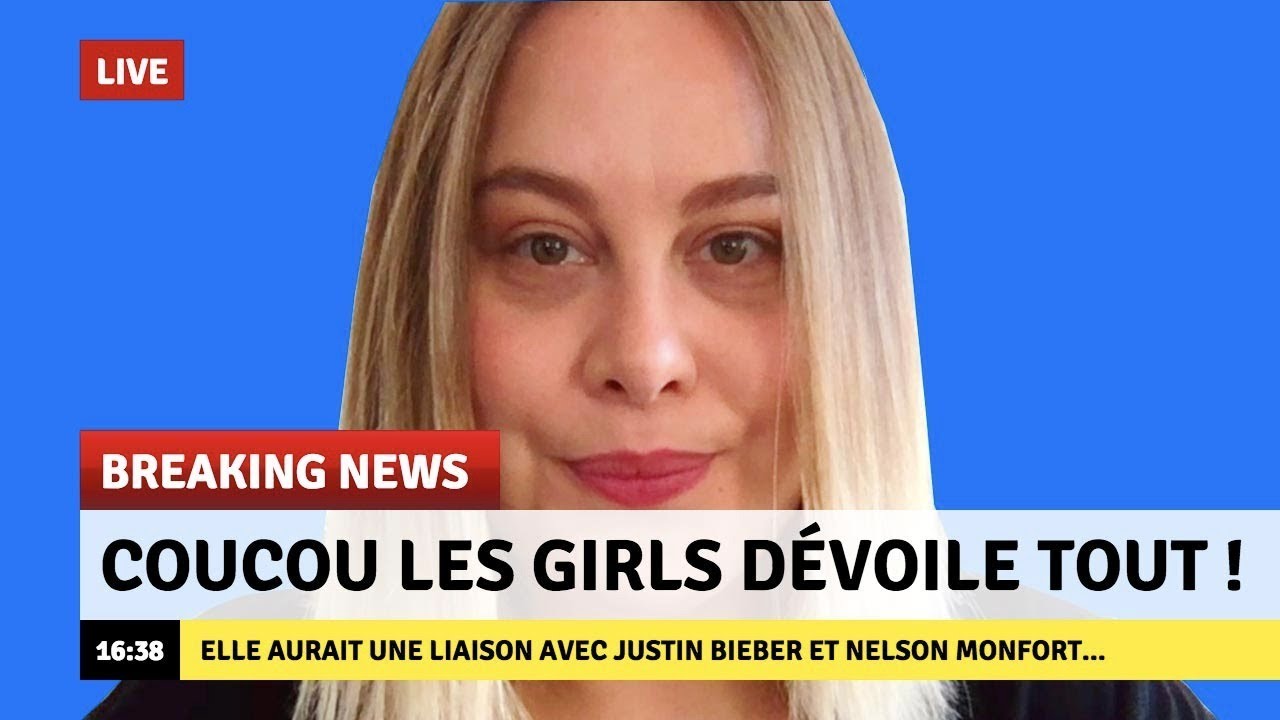 LIVE
BREAKING NEWS
COUCOU LES GIRLS DÉVOILE TOUT !
16:38 ELLE AURAIT UNE LIAISON AVEC JUSTIN BIEBER ET NELSON MONFORT...